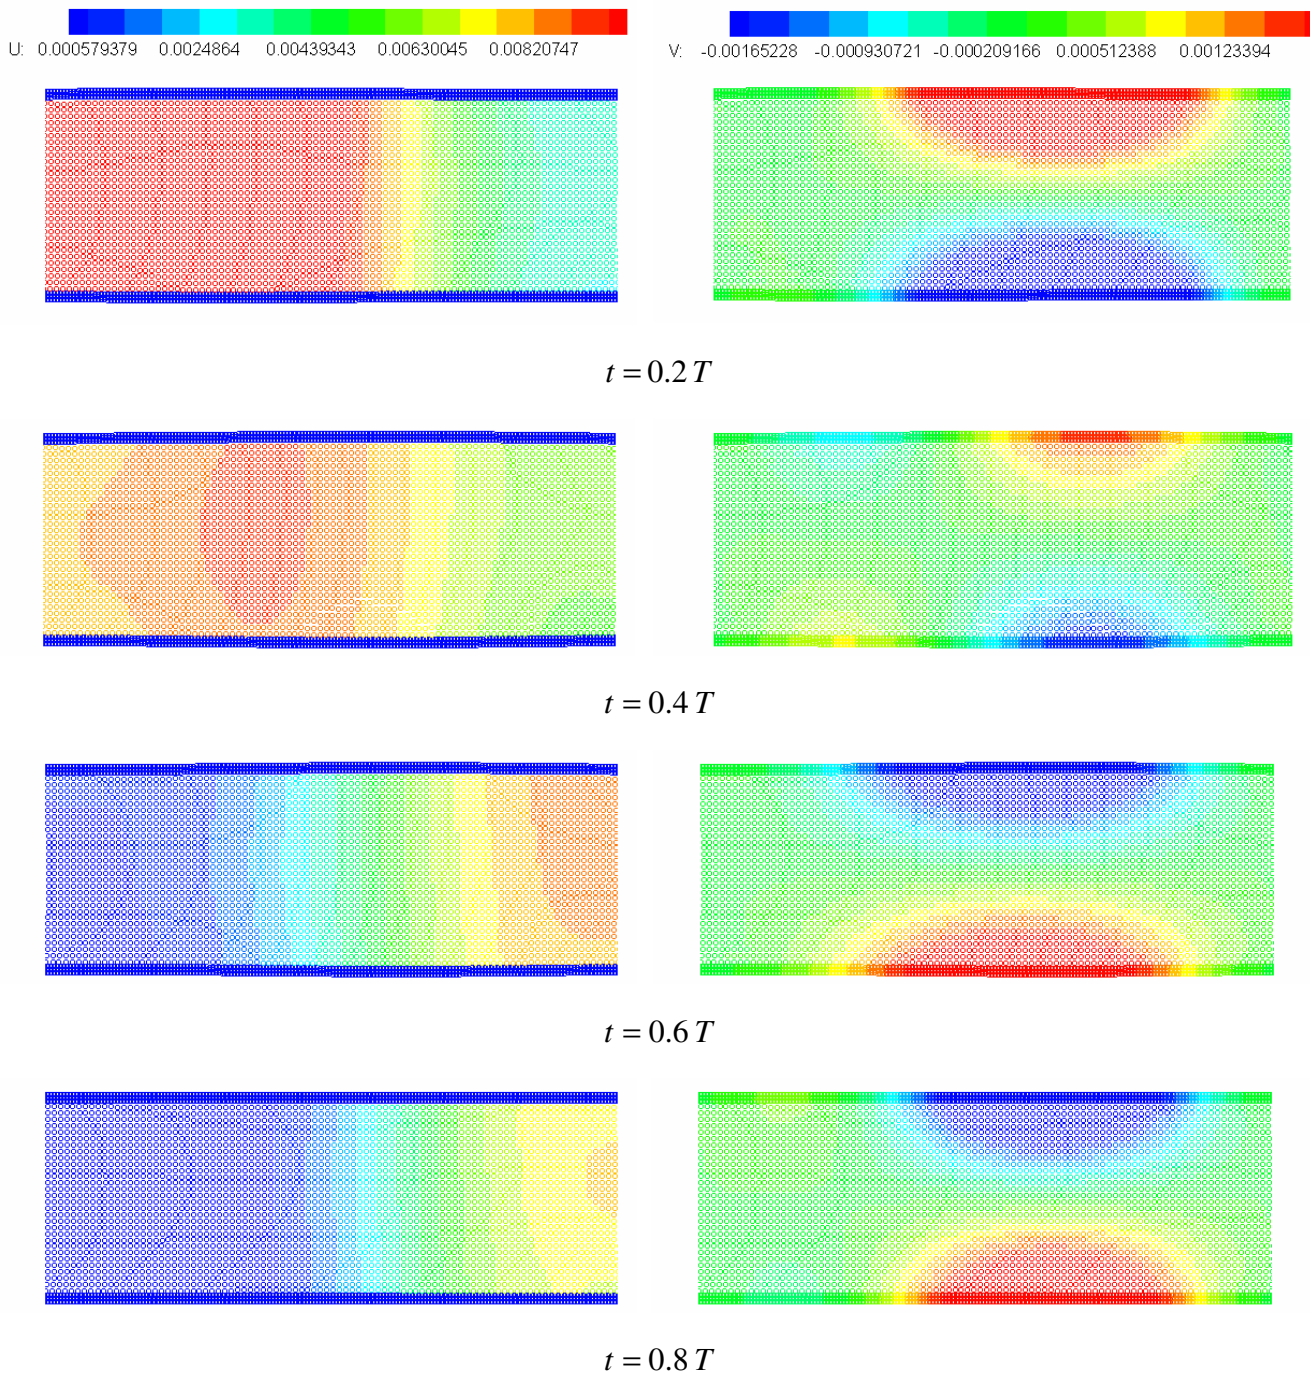 U: 0.000579379 0.0024864 0.00439343 0.00630045 0.00820747
V: -0.00165228 -0.000930721 -0.000209166 0.000512388 0.00123394
t = 0.2 T
t = 0.4 T
t = 0.6 T
t = 0.8 T